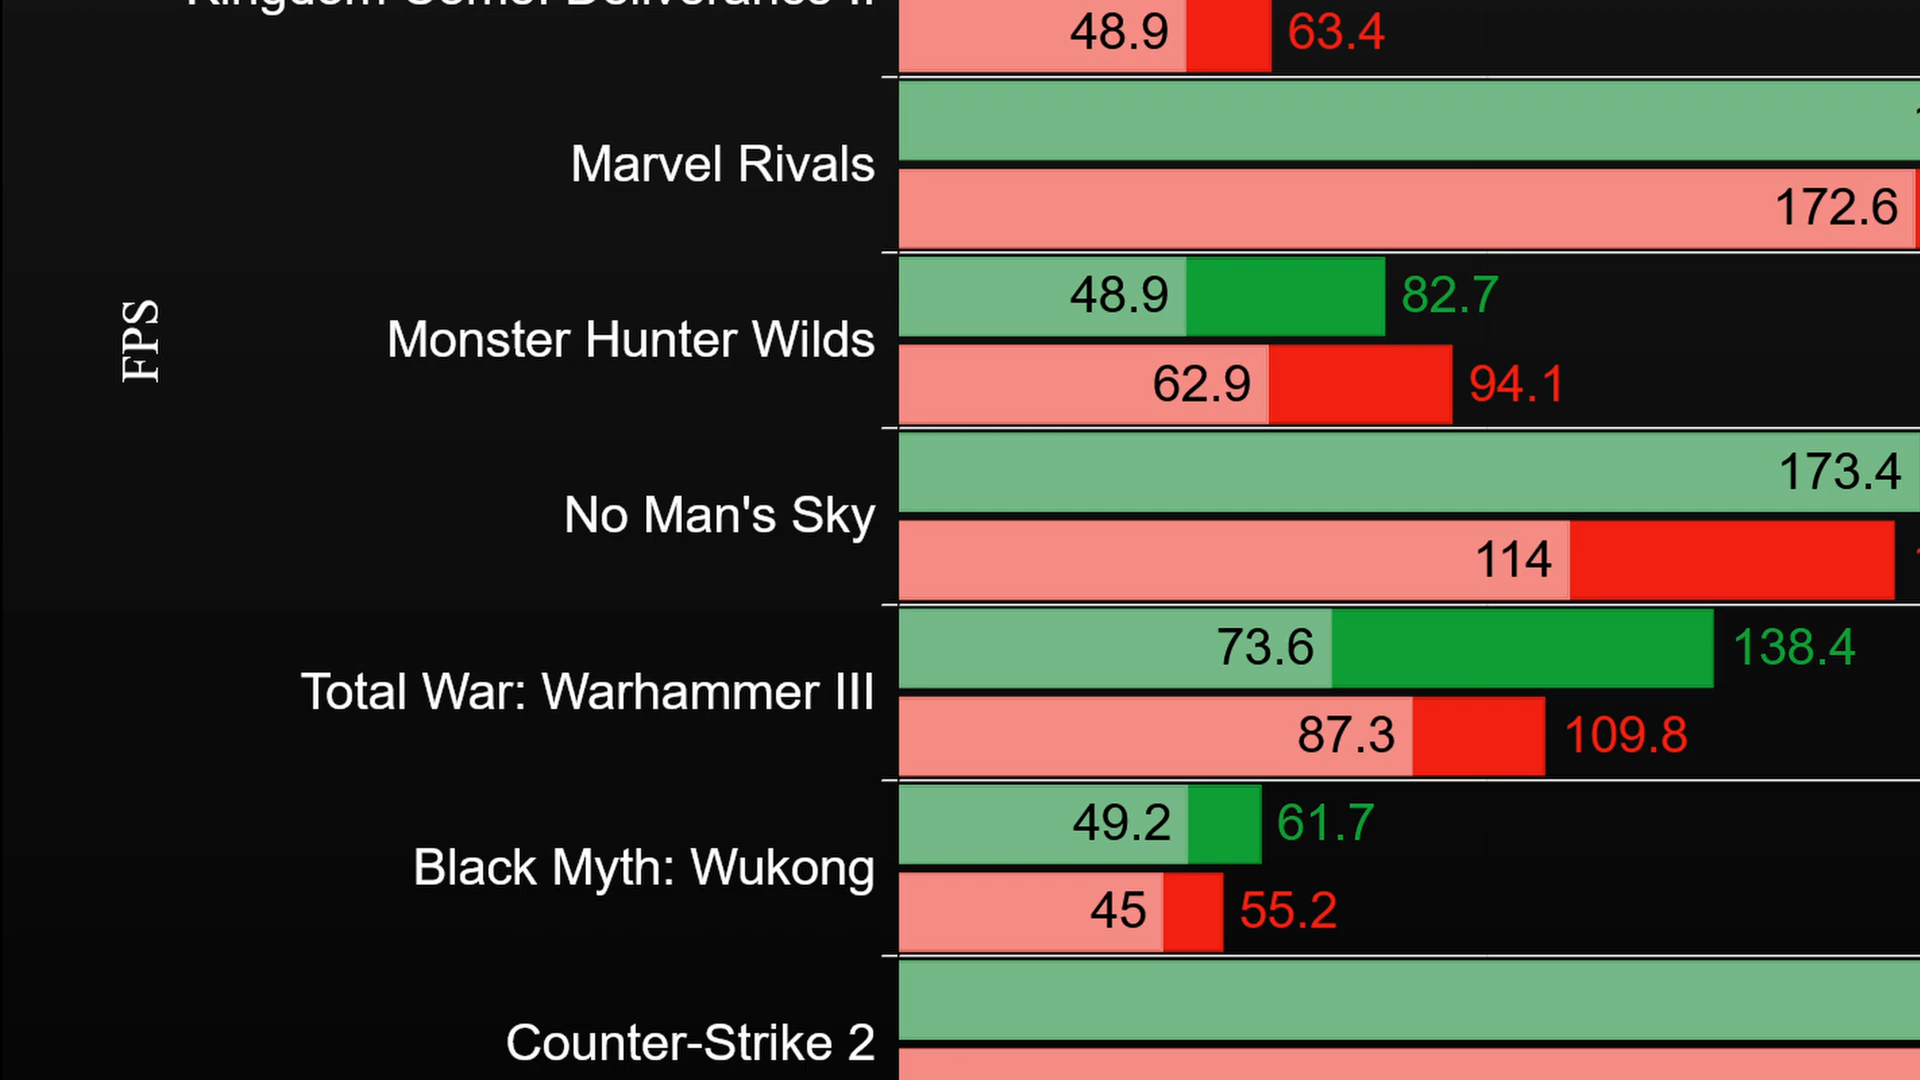 48.9 63.4
Marvel Rivals
172.6
FPS
Monster Hunter Wilds
48.9 82.7
62.9 94.1
No Man's Sky
173.4
114
Total War: Warhammer III
73.6 138.4
87.3 109.8
Black Myth: Wukong
49.2 61.7
45 55.2
Counter-Strike 2